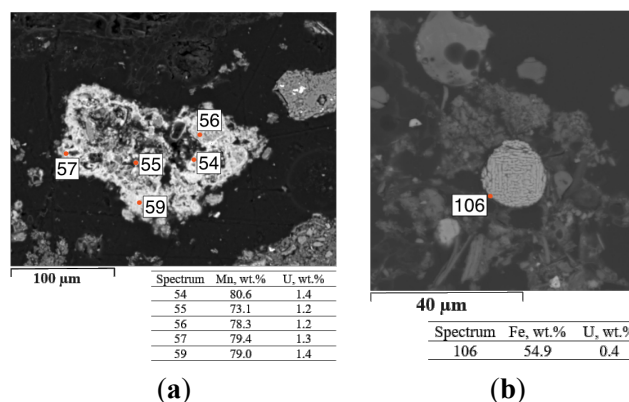 56
57
55
54
59
100 µm
Spectrum Mn, wt.% U, wt.%
54 80.6 1.4
55 73.1 1.2
56 78.3 1.2
57 79.4 1.3
59 79.0 1.4
(a)
106
40 µm
Spectrum Fe, wt.% U, wt.%
106 54.9 0.4
(b)